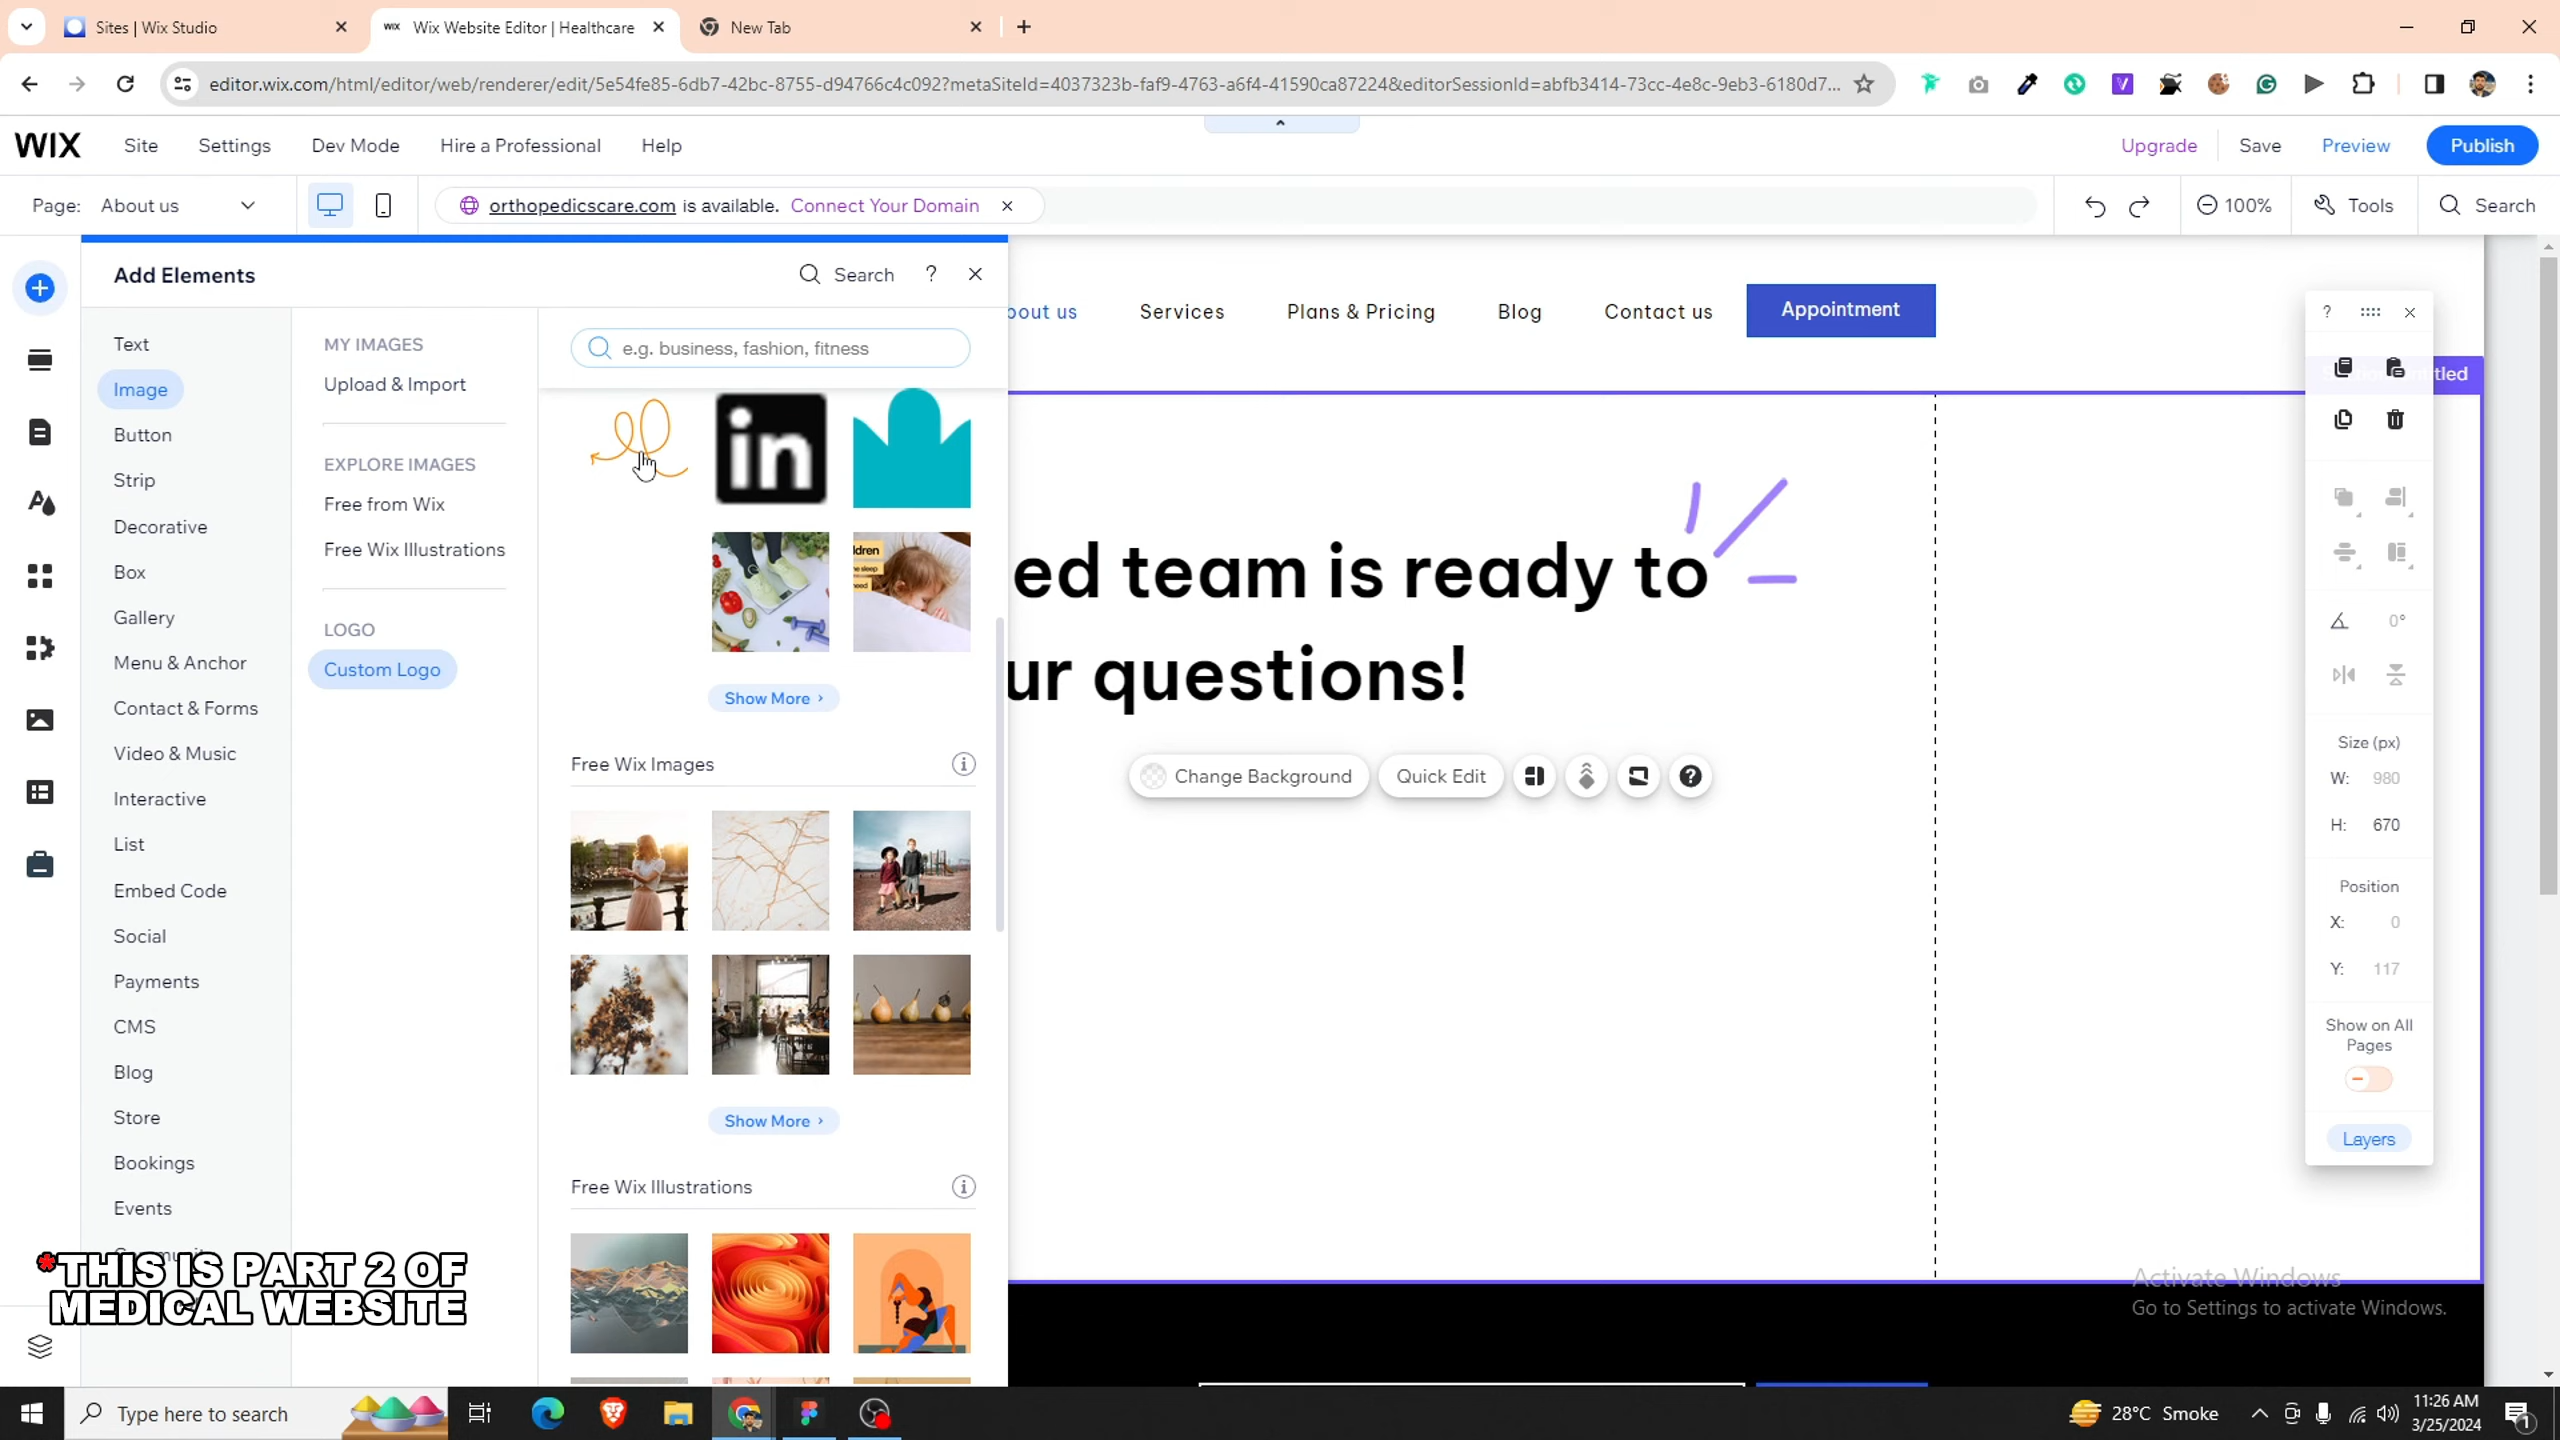 Sites | Wix Studio
Wix Website Editor | Healthcare
New Tab
editor.wix.com/html/editor/web/renderer/edit/5e54fe85-6db7-42bc-8755-d94766c4c092?metaSiteId=4037323b-faf9-4763-a6f4-41590ca87224&editorSessionId=abfb3414-73cc-4e8c-9eb3-6180d7...
WIX Site Settings Dev Mode Hire a Professional Help Upgrade Save Preview Publish
Page: About us orthopedicscare.com is available. Connect Your Domain 100% Tools Search
Add Elements Search ?
Text
Image
Button
Strip
Decorative
Box
Gallery
Menu & Anchor
Contact & Forms
Video & Music
Interactive
List
Embed Code
Social
Payments
CMS
Blog
Store
Bookings
Events
MY IMAGES
Upload & Import
EXPLORE IMAGES
Free from Wix
Free Wix Illustrations
LOGO
Custom Logo
e.g. business, fashion, fitness
in
Show More
Free Wix Images
Show More
Free Wix Illustrations
bout us Services Plans & Pricing Blog Contact us Appointment
ed team is ready to
ur questions!
Change Background Quick Edit
?
0°
Size (px)
W: 980
H: 670
Position
X: 0
Y: 117
Show on All
Pages
Layers
*THIS IS PART 2 OF
MEDICAL WEBSITE
Activate Windows
Go to Settings to activate Windows.
Type here to search
28°C Smoke
11:26 AM
3/25/2024
1